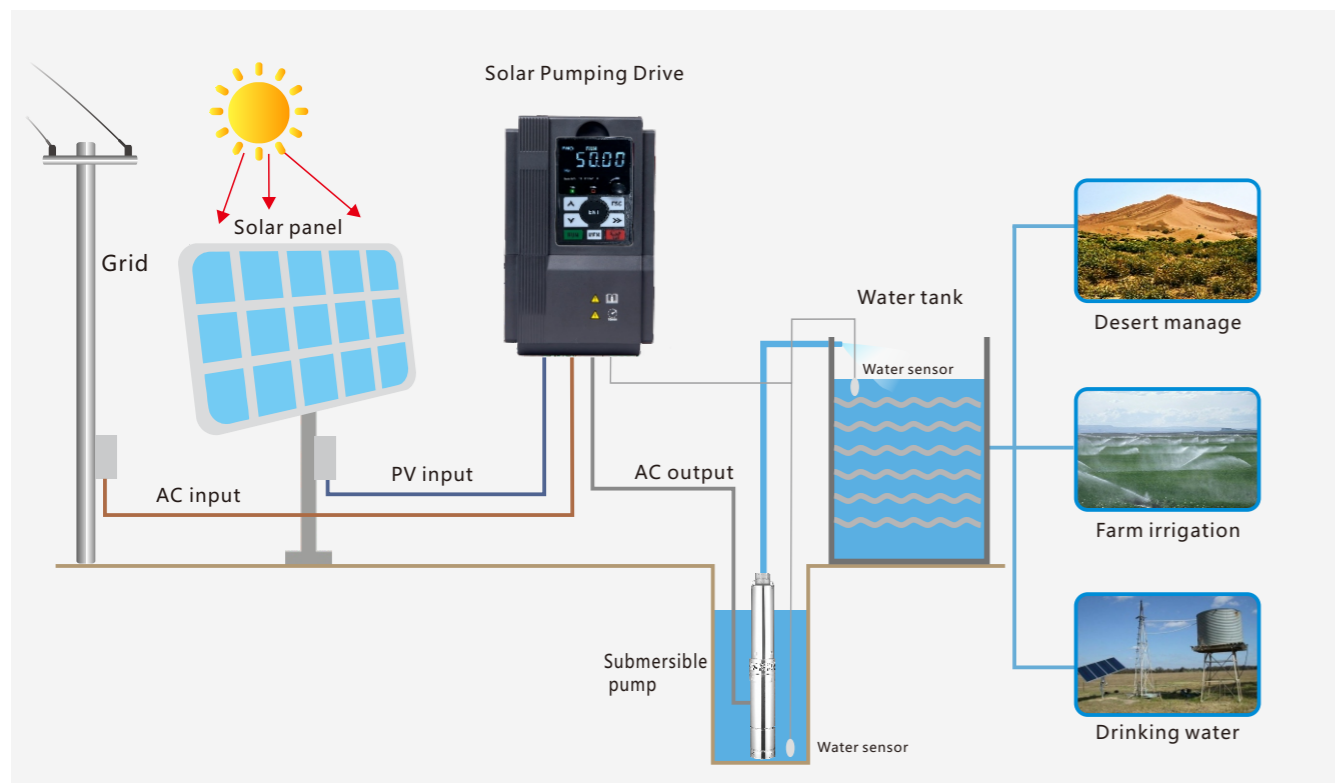 Solar Pumping Drive
50.00
Solar panel
Grid
Water tank
Desert manage
Water sensor
PV input
AC output
AC input
Farm irrigation
Submersible
pump
Water sensor
Drinking water